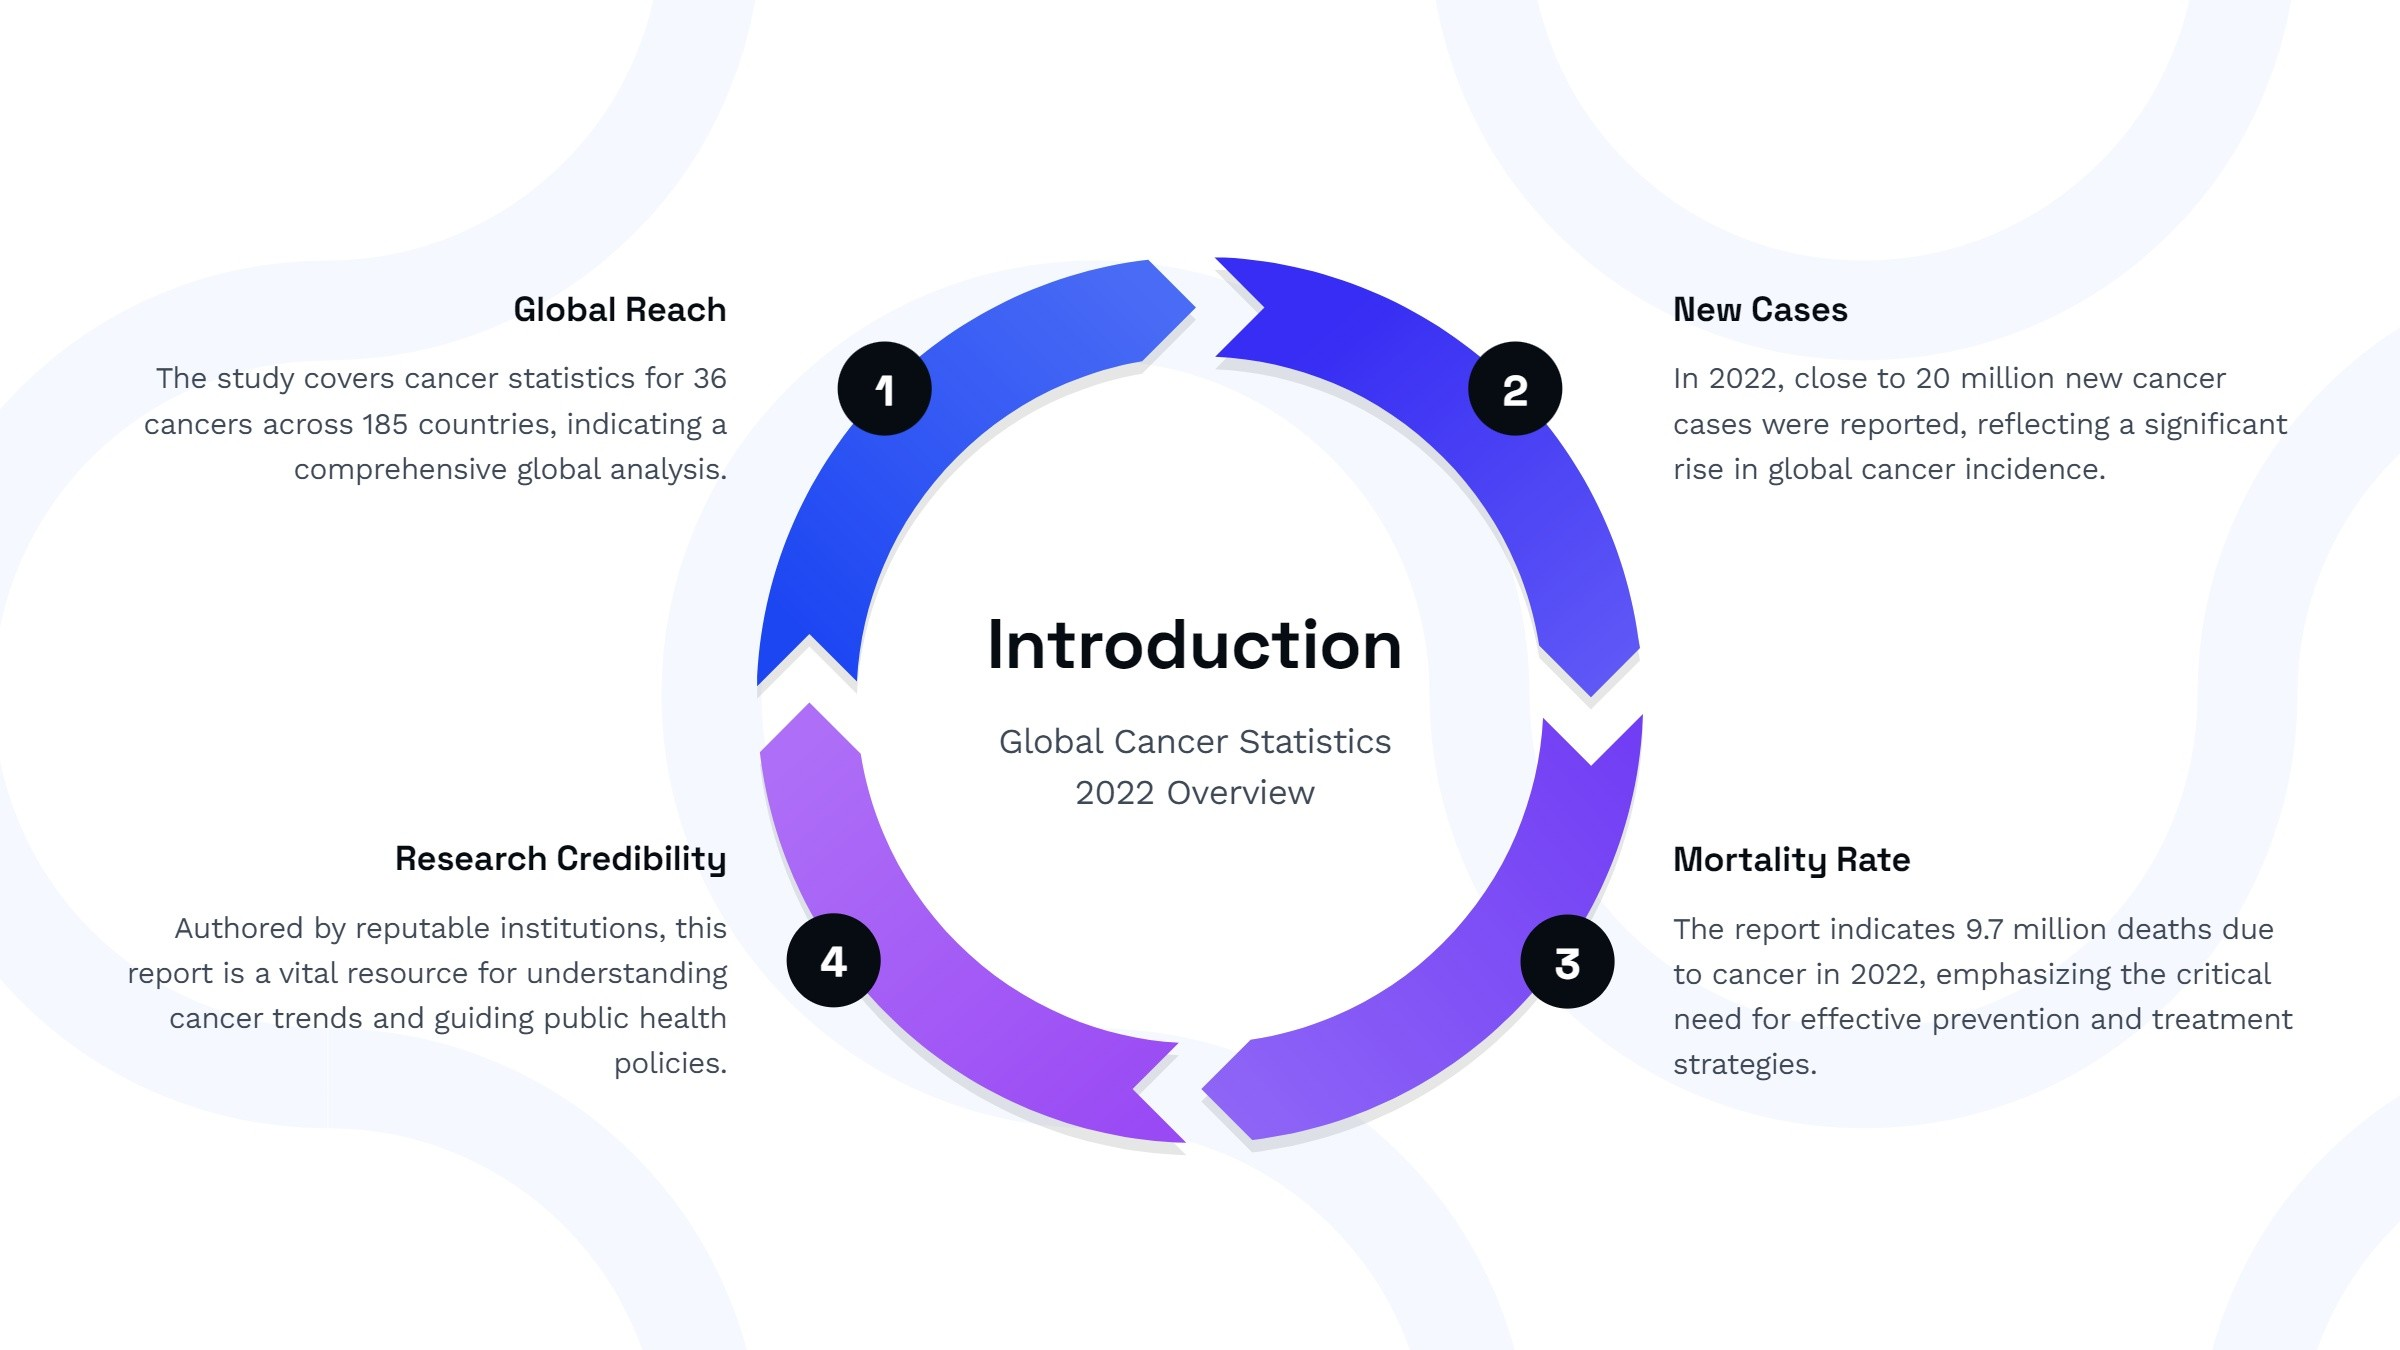 Introduction
Global Cancer Statistics
2022 Overview
1
Global Reach
The study covers cancer statistics for 36
cancers across 185 countries, indicating a
comprehensive global analysis.
2
New Cases
In 2022, close to 20 million new cancer
cases were reported, reflecting a significant
rise in global cancer incidence.
3
Mortality Rate
The report indicates 9.7 million deaths due
to cancer in 2022, emphasizing the critical
need for effective prevention and treatment
strategies.
4
Research Credibility
Authored by reputable institutions, this
report is a vital resource for understanding
cancer trends and guiding public health
policies.